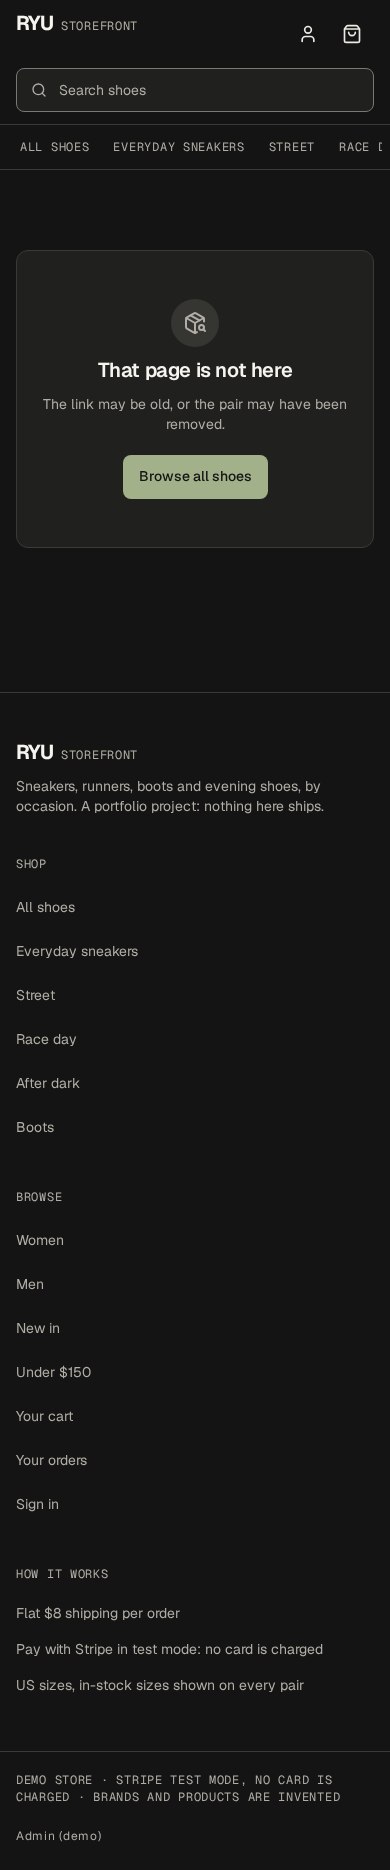 RYU STOREFRONT
Search shoes
ALL SHOES EVERYDAY SNEAKERS STREET RACE D
That page is not here
The link may be old, or the pair may have been
removed.
Browse all shoes
RYU STOREFRONT
Sneakers, runners, boots and evening shoes, by
occasion. A portfolio project: nothing here ships.
SHOP
All shoes
Everyday sneakers
Street
Race day
After dark
Boots
BROWSE
Women
Men
New in
Under $150
Your cart
Your orders
Sign in
HOW IT WORKS
Flat $8 shipping per order
Pay with Stripe in test mode: no card is charged
US sizes, in-stock sizes shown on every pair
DEMO STORE · STRIPE TEST MODE, NO CARD IS
CHARGED · BRANDS AND PRODUCTS ARE INVENTED
Admin (demo)